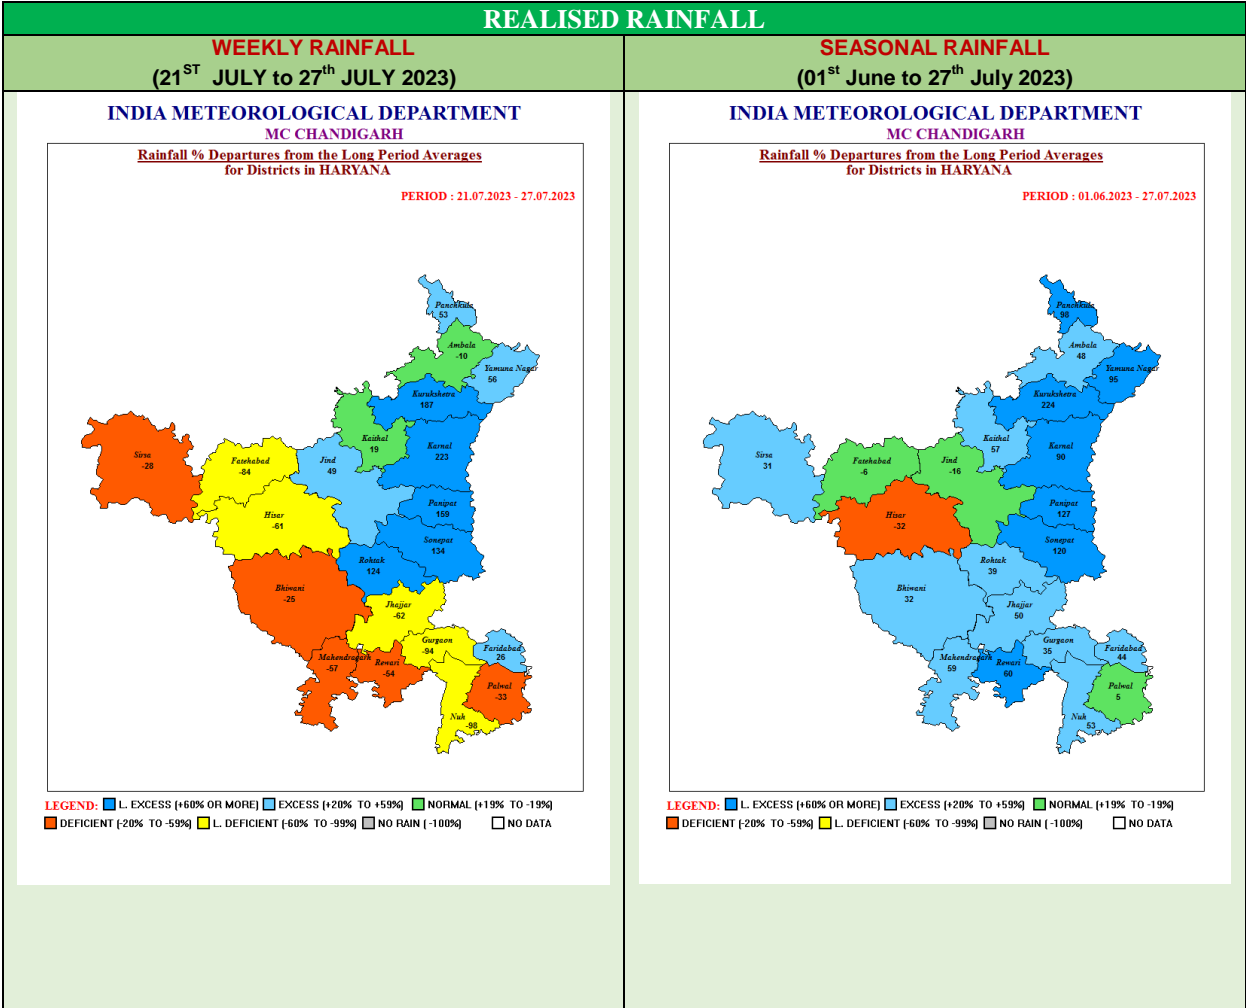 REALISED RAINFALL
WEEKLY RAINFALL
(21ST JULY to 27th JULY 2023)
SEASONAL RAINFALL
(01st June to 27th July 2023)
INDIA METEOROLOGICAL DEPARTMENT
MC CHANDIGARH
Rainfall % Departures from the Long Period Averages
for Districts in HARYANA
PERIOD : 21.07.2023 - 27.07.2023
Panchkula
53
Ambala
-10
Yamuna Nagar
56
Kurukshetra
187
Kaithal
19
Karnal
223
Sirsa
-28
Fatehabad
-84
Jind
49
Panipat
159
Hisar
-61
Sonepat
134
Rohtak
124
Bhiwani
-25
Jhajjar
-62
Gurgaon
-94
Faridabad
26
Mahendragarh
-57
Rewari
-54
Palwal
-33
Nuh
-98
LEGEND: L. EXCESS (+60% OR MORE) EXCESS (+20% TO +59%) NORMAL (+19% TO -19%)
DEFICIENT (-20% TO -59%) L. DEFICIENT (-60% TO -99%) NO RAIN ( -100%) NO DATA
INDIA METEOROLOGICAL DEPARTMENT
MC CHANDIGARH
Rainfall % Departures from the Long Period Averages
for Districts in HARYANA
PERIOD : 01.06.2023 - 27.07.2023
Panchkula
98
Ambala
48
Yamuna Nagar
95
Kurukshetra
224
Kaithal
57
Karnal
90
Sirsa
31
Fatehabad
-6
Jind
-16
Panipat
127
Hisar
-32
Sonepat
120
Rohtak
39
Bhiwani
32
Jhajjar
50
Gurgaon
35
Faridabad
44
Mahendragarh
59
Rewari
60
Palwal
5
Nuh
53
LEGEND: L. EXCESS (+60% OR MORE) EXCESS (+20% TO +59%) NORMAL (+19% TO -19%)
DEFICIENT (-20% TO -59%) L. DEFICIENT (-60% TO -99%) NO RAIN ( -100%) NO DATA